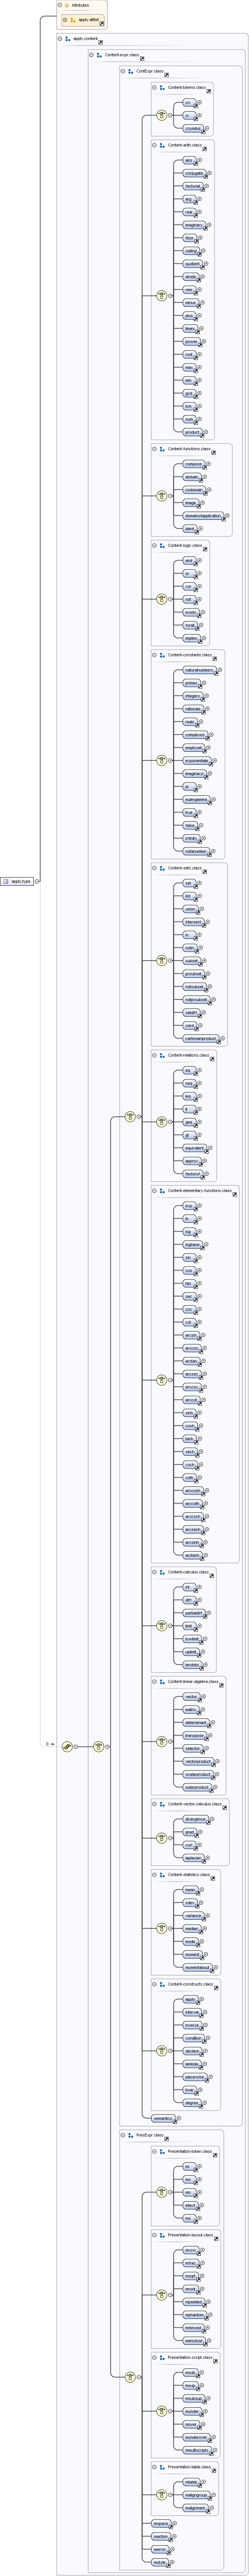 Attributes
apply.attlist
apply.content
Content-expr.class
ContExpr.class
Content-tokens.class
cn
ci
csymbol
Content-arith.class
abs
conjugate
factorial
arg
real
imaginary
floor
ceiling
quotient
divide
rem
minus
plus
times
power
root
max
min
gcd
lcm
sum
product
Content-functions.class
compose
domain
codomain
image
domainofapplication
ident
Content-logic.class
and
or
xor
not
exists
forall
implies
Content-constants.class
naturalnumbers
primes
integers
rationals
reals
complexes
emptyset
exponentiale
imaginaryi
pi
eulergamma
true
false
infinity
notanumber
Content-sets.class
set
list
union
intersect
in
notin
subset
prsubset
notsubset
notprsubset
setdiff
card
cartesianproduct
apply.type
Content-relations.class
eq
neq
leq
lt
geq
gt
equivalent
approx
factorof
Content-elementary-functions.class
exp
ln
log
logbase
sin
cos
tan
sec
csc
cot
arcsin
arccos
arctan
arcsec
arccsc
arccot
sinh
cosh
tanh
sech
csch
coth
arccosh
arccoth
arccsch
arcsech
arcsinh
arctanh
Content-calculus.class
int
diff
partialdiff
limit
lowlimit
uplimit
tendsto
Content-linear-algebra.class
vector
matrix
determinant
transpose
selector
vectorproduct
scalarproduct
outerproduct
0..∞
Content-vector-calculus.class
divergence
grad
curl
laplacian
Content-statistics.class
mean
sdev
variance
median
mode
moment
momentabout
Content-constructs.class
apply
interval
inverse
condition
declare
lambda
piecewise
bvar
degree
semantics
PresExpr.class
Presentation-token.class
mi
mo
mn
mtext
ms
Presentation-layout.class
mrow
mfrac
msqrt
mroot
mpadded
mphantom
mfenced
menclose
Presentation-script.class
msub
msup
msubsup
munder
mover
munderover
mmultiscripts
Presentation-table.class
mtable
maligngroup
malignmark
mspace
maction
merror
mstyle